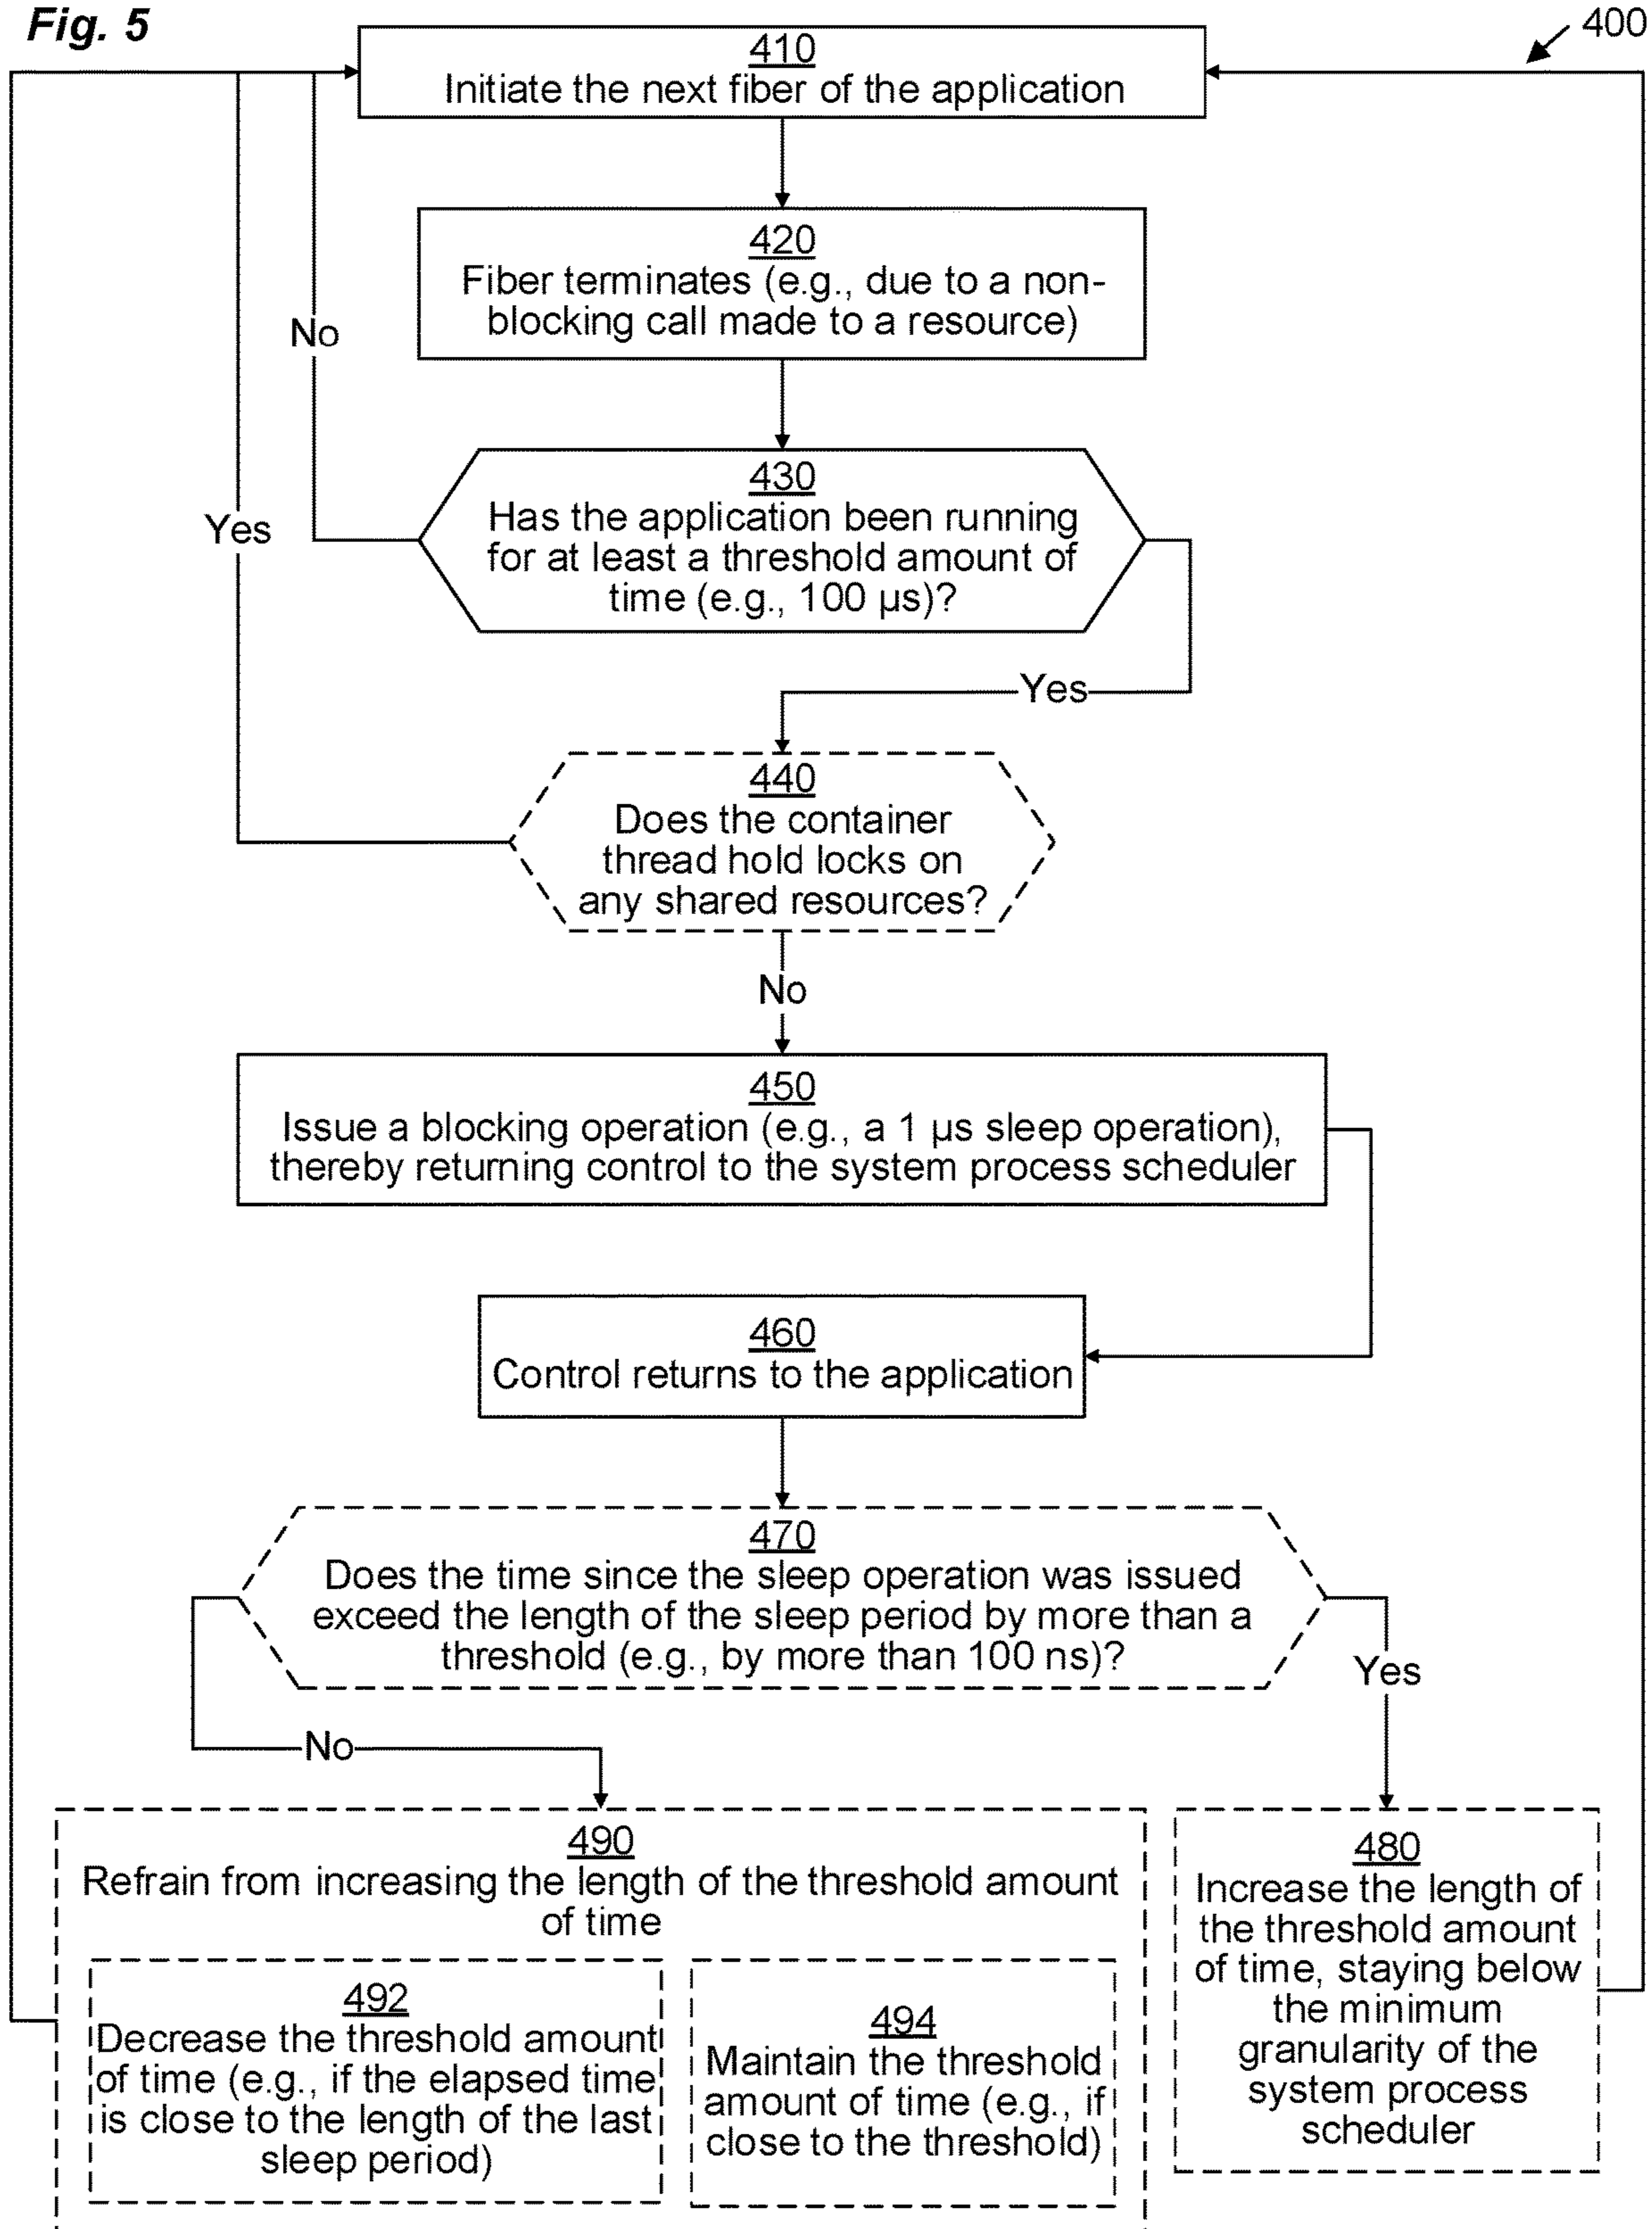 Fig. 5
400
410
Initiate the next fiber of the application
420
Fiber terminates (e.g., due to a non-
blocking call made to a resource)
No
430
Has the application been running
for at least a threshold amount of
time (e.g., 100 µs)?
Yes
Yes
440
Does the container
thread hold locks on
any shared resources?
No
450
Issue a blocking operation (e.g., a 1 µs sleep operation),
thereby returning control to the system process scheduler
460
Control returns to the application
470
Does the time since the sleep operation was issued
exceed the length of the sleep period by more than a
threshold (e.g., by more than 100 ns)?
Yes
No
490
Refrain from increasing the length of the threshold amount
of time
492
Decrease the threshold amount
of time (e.g., if the elapsed time
is close to the length of the last
sleep period)
494
Maintain the threshold
amount of time (e.g., if
close to the threshold)
480
Increase the length of
the threshold amount
of time, staying below
the minimum
granularity of the
system process
scheduler